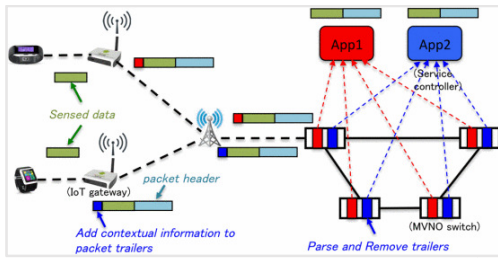 App1
App2
(Service
controller)
Sensed data
(IoT gateway)
packet header
Add contextual information to
packet trailers
(MVNO switch)
Parse and Remove trailers